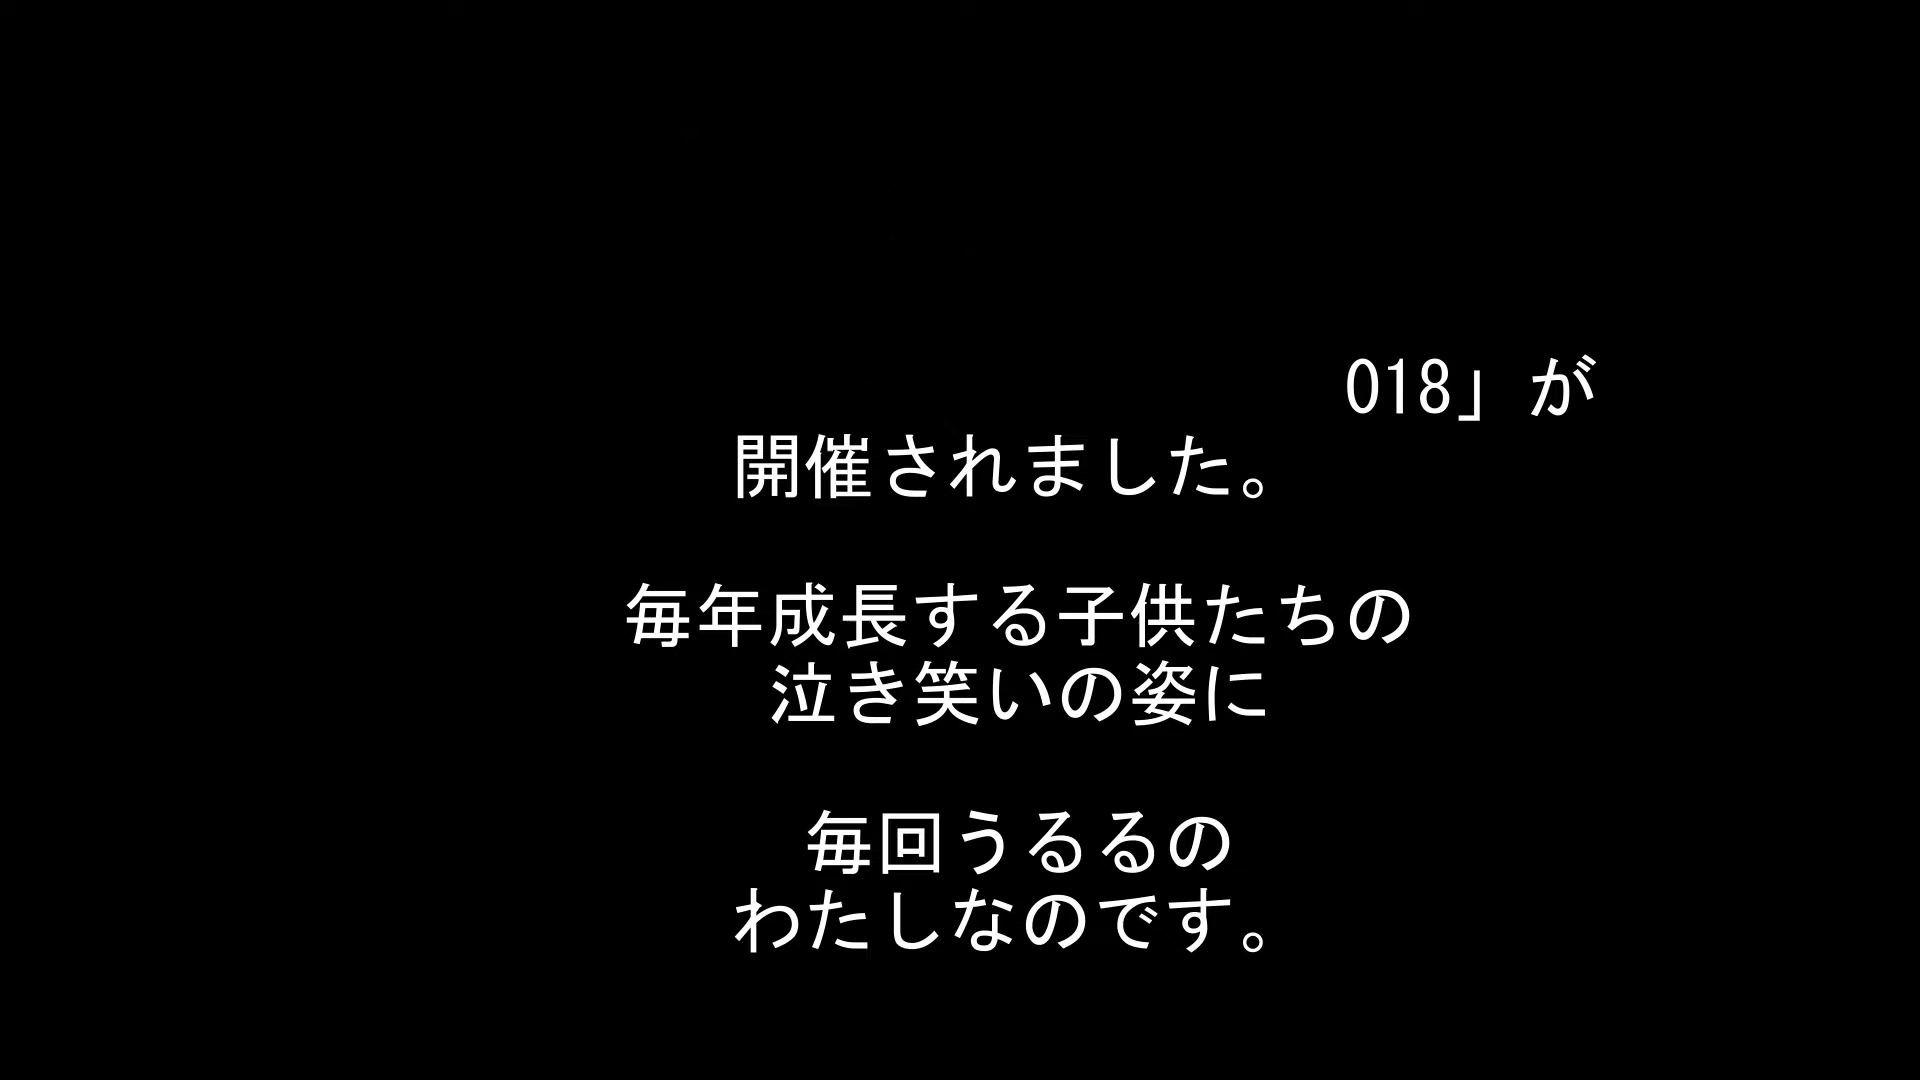 018」が
開催されました。
毎年成長する子供たちの
泣き笑いの姿に
毎回うるるの
わたしなのです。